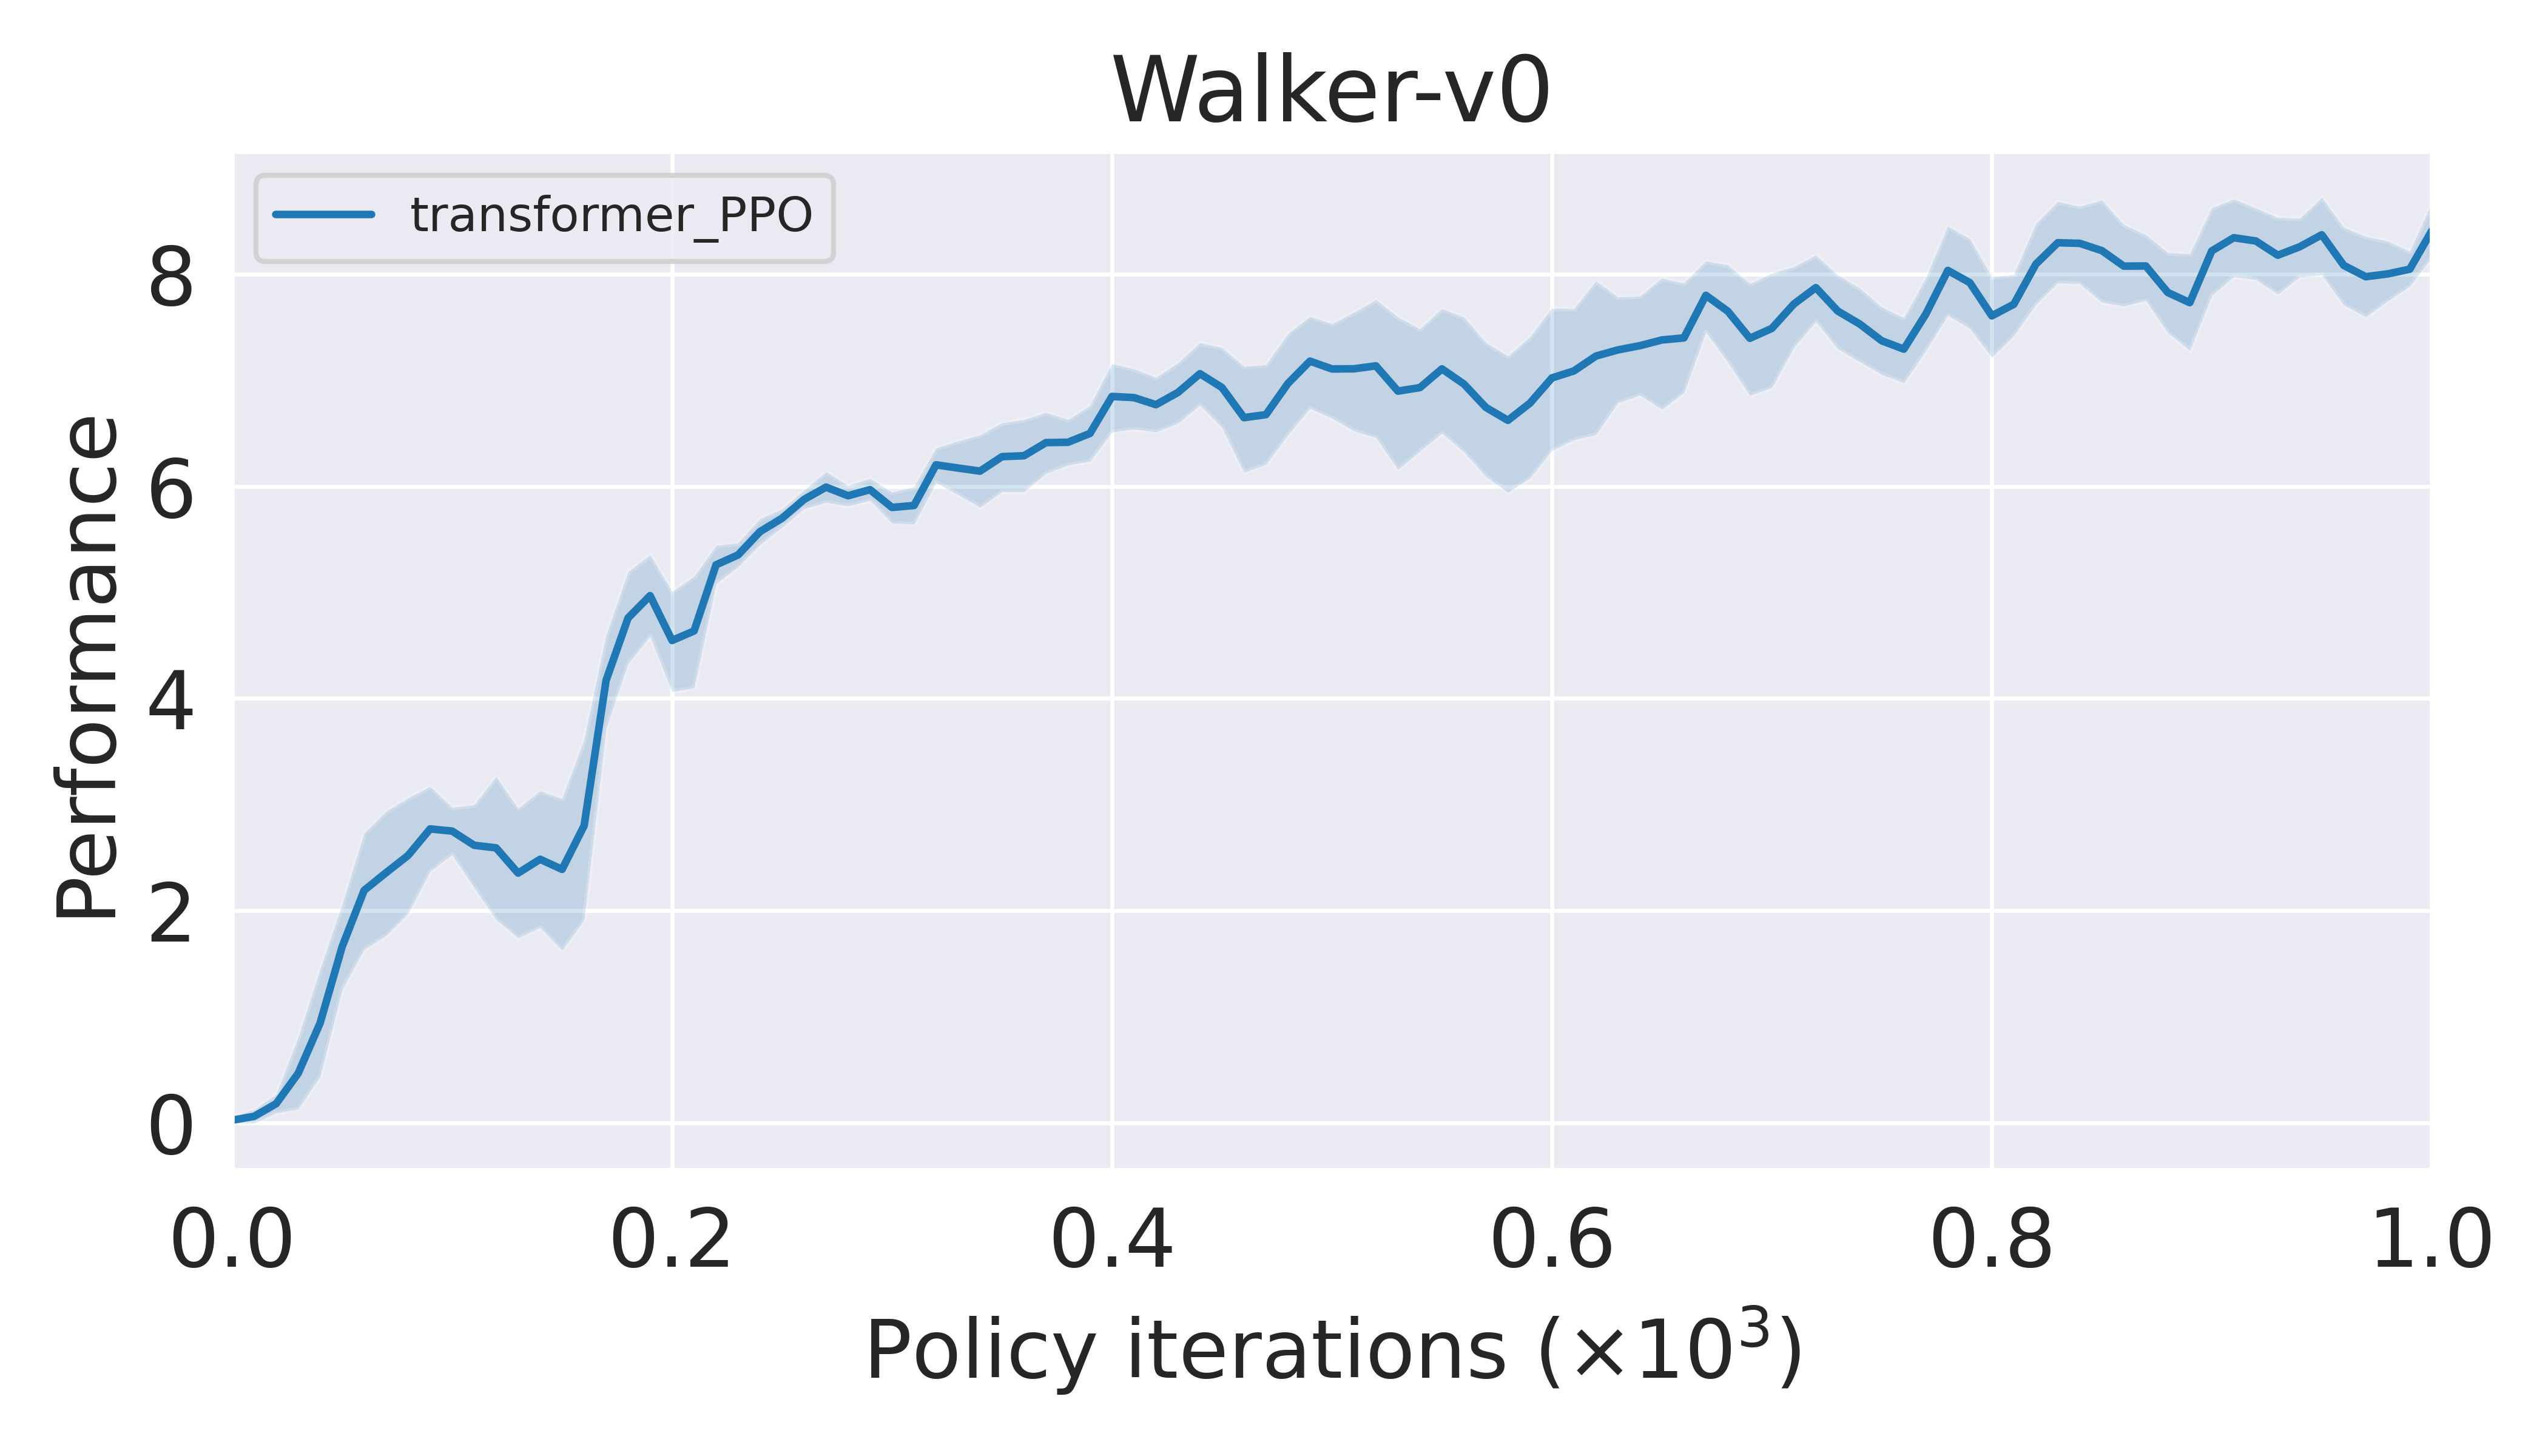 Walker-v0
transformer_PPO
Performance
8
6
4
2
0
0.0 0.2 0.4 0.6 0.8 1.0
Policy iterations (×10³)